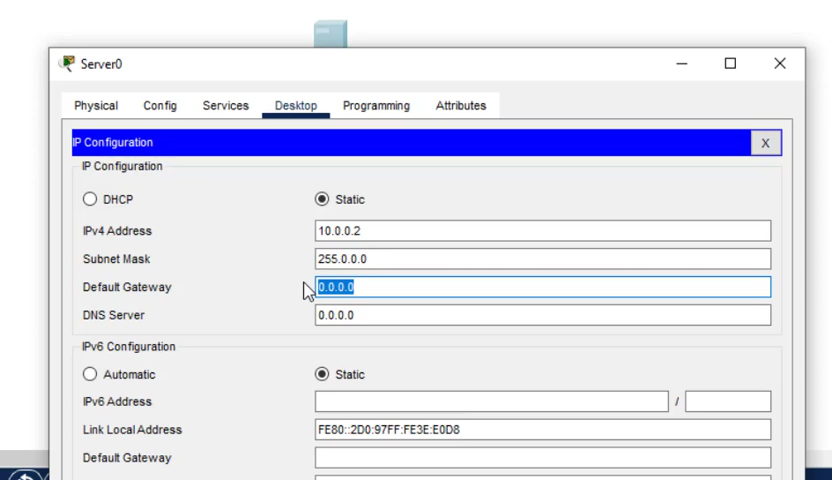 Server0
Physical Config Services Desktop Programming Attributes
IP Configuration X
IP Configuration
DHCP Static
IPv4 Address 10.0.0.2
Subnet Mask 255.0.0.0
Default Gateway 0.0.0.0
DNS Server 0.0.0.0
IPv6 Configuration
Automatic Static
IPv6 Address /
Link Local Address FE80::2D0:97FF:FE3E:E0D8
Default Gateway